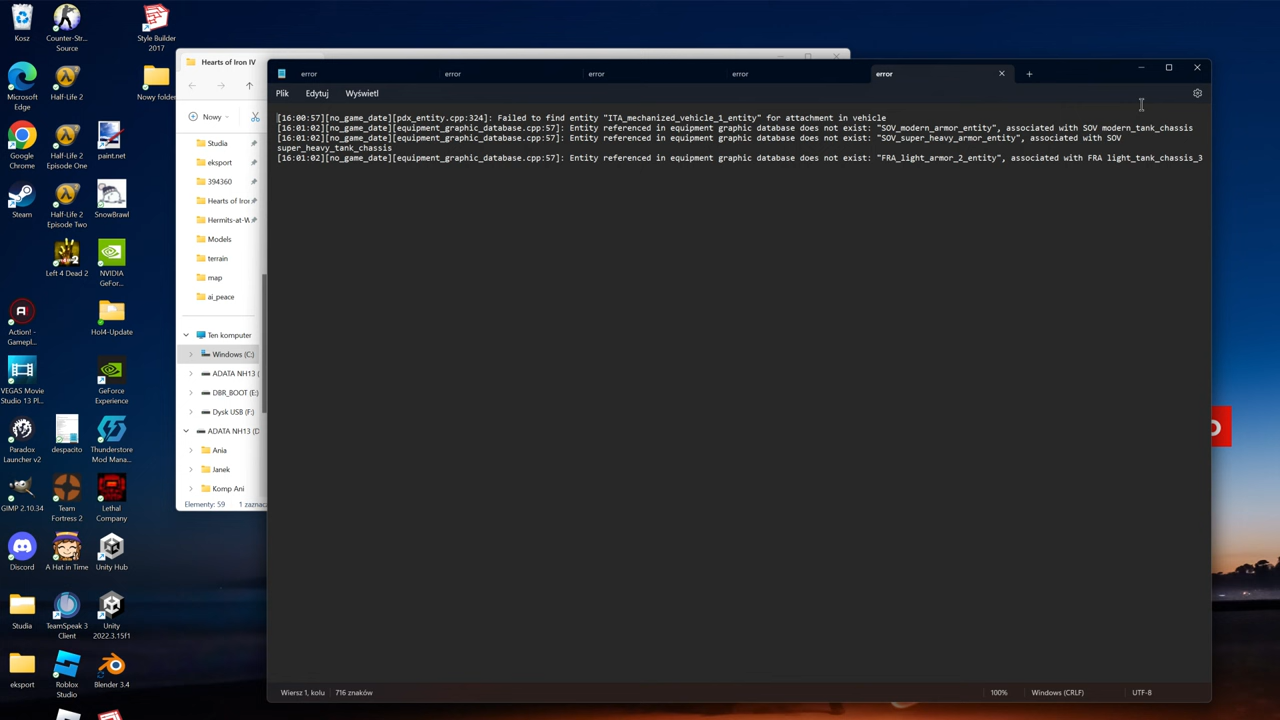 Kosz
Counter-Str...
Source
Style Builder
2017
Microsoft
Edge
Half-Life 2
Nowy folder
Google
Chrome
Half-Life 2
Episode One
paint.net
Steam
Half-Life 2
Episode Two
SnowBrawl
Left 4 Dead 2
NVIDIA
GeFor...
Action! -
Gamepl...
HoI4-Update
VEGAS Movie
Studio 13 Pl...
GeForce
Experience
Paradox
Launcher v2
despacito
Thunderstore
Mod Mana...
GIMP 2.10.34
Team
Fortress 2
Lethal
Company
Discord
A Hat in Time
Unity Hub
Studia
TeamSpeak 3
Client
Unity
2022.3.15f1
eksport
Roblox
Studio
Blender 3.4
Hearts of Iron IV
Nowy
Studia
eksport
394360
Hearts of Iror
Hermits-at-W
Models
terrain
map
ai_peace
Ten komputer
Windows (C:)
ADATA NH13 (
DBR_BOOT (E:)
Dysk USB (F:)
ADATA NH13 (D
Ania
Janek
Komp Ani
Elementy: 59 1 zaznac
error error error error error
Plik Edytuj Wyświetl
[16:00:57][no_game_date][pdx_entity.cpp:324]: Failed to find entity "ITA_mechanized_vehicle_1_entity" for attachment in vehicle
[16:01:02][no_game_date][equipment_graphic_database.cpp:57]: Entity referenced in equipment graphic database does not exist: "SOV_modern_armor_entity", associated with SOV modern_tank_chassis
[16:01:02][no_game_date][equipment_graphic_database.cpp:57]: Entity referenced in equipment graphic database does not exist: "SOV_super_heavy_armor_entity", associated with SOV
super_heavy_tank_chassis
[16:01:02][no_game_date][equipment_graphic_database.cpp:57]: Entity referenced in equipment graphic database does not exist: "FRA_light_armor_2_entity", associated with FRA light_tank_chassis_3
Wiersz 1, kolu 716 znaków 100% Windows (CRLF) UTF-8